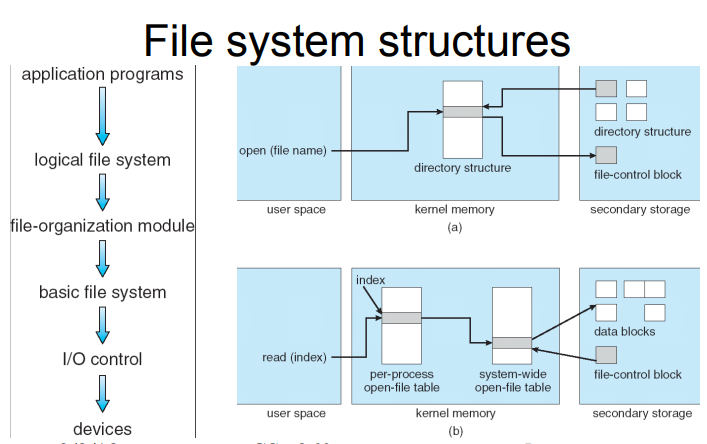 File system structures
application programs
logical file system
file-organization module
basic file system
I/O control
devices
open (file name)
directory structure
directory structure
file-control block
user space
kernel memory
secondary storage
(a)
index
read (index)
per-process
open-file table
system-wide
open-file table
data blocks
file-control block
user space
kernel memory
secondary storage
(b)